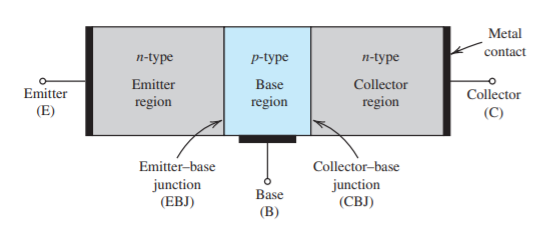 Metal
contact
n-type
Emitter
region
p-type
Base
region
n-type
Collector
region
Emitter
(E)
Collector
(C)
Emitter–base
junction
(EBJ)
Collector–base
junction
(CBJ)
Base
(B)